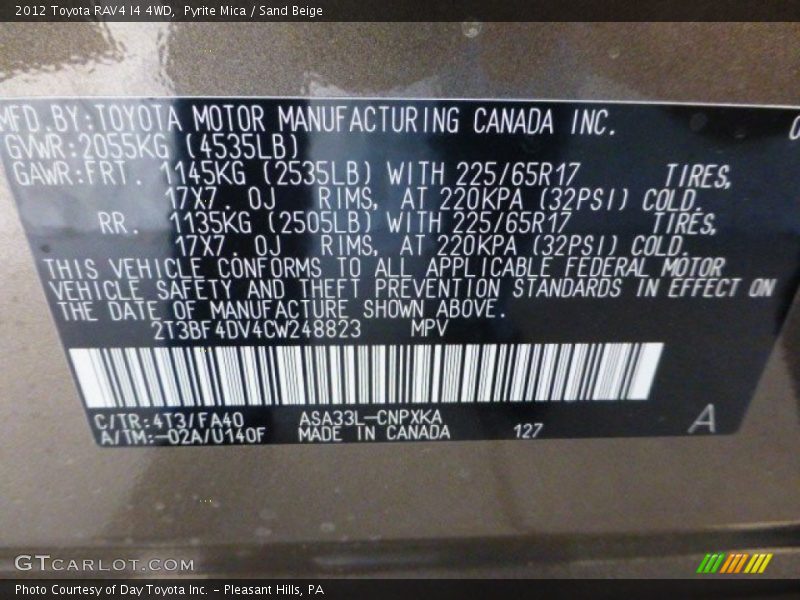 2012 Toyota RAV4 I4 4WD, Pyrite Mica / Sand Beige
MFD.BY:TOYOTA MOTOR MANUFACTURING CANADA INC.
GVWR:2055KG (4535LB)
GAWR:FRT. 1145KG (2535LB) WITH 225/65R17 TIRES,
17X7.0J RIMS, AT 220KPA (32PSI) COLD.
RR. 1135KG (2505LB) WITH 225/65R17 TIRES,
17X7.0J RIMS, AT 220KPA (32PSI) COLD.
THIS VEHICLE CONFORMS TO ALL APPLICABLE FEDERAL MOTOR
VEHICLE SAFETY AND THEFT PREVENTION STANDARDS IN EFFECT ON
THE DATE OF MANUFACTURE SHOWN ABOVE.
2T3BF4DV4CW248823 MPV
C/TR:4T3/FA40 ASA33L-CNPXKA
A/TM:-02A/U140F MADE IN CANADA 127 A
GTCARLOT.COM
Photo Courtesy of Day Toyota Inc. - Pleasant Hills, PA